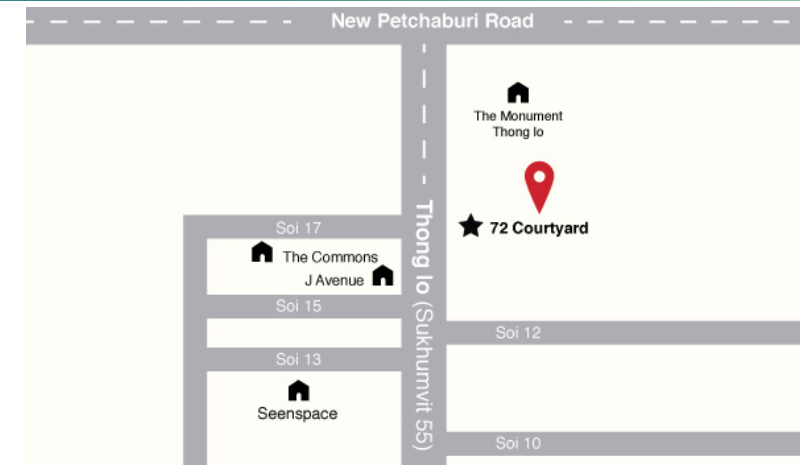 New Petchaburi Road
The Monument
Thong lo
72 Courtyard
Thong lo (Sukhumvit 55)
Soi 17
The Commons
J Avenue
Soi 15
Soi 12
Soi 13
Seenspace
Soi 10